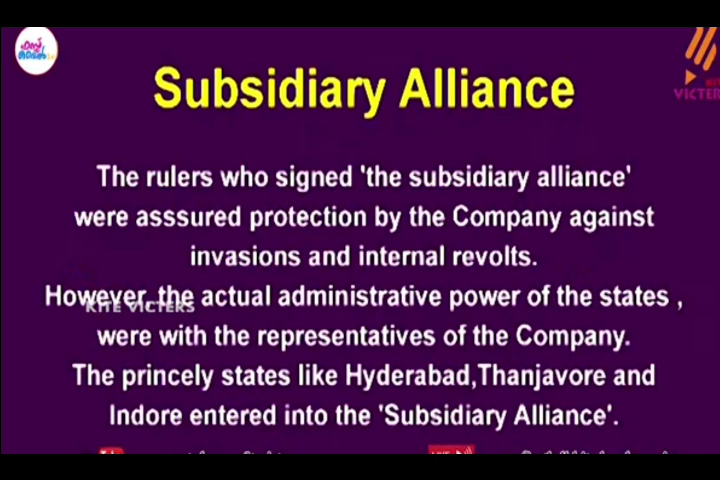 ഫസ്റ്റ്
ബെൽ
VICTERS
Subsidiary Alliance
The rulers who signed 'the subsidiary alliance'
were asssured protection by the Company against
invasions and internal revolts.
However, the actual administrative power of the states ,
KITE VICTERS
were with the representatives of the Company.
The princely states like Hyderabad,Thanjavore and
Indore entered into the 'Subsidiary Alliance'.